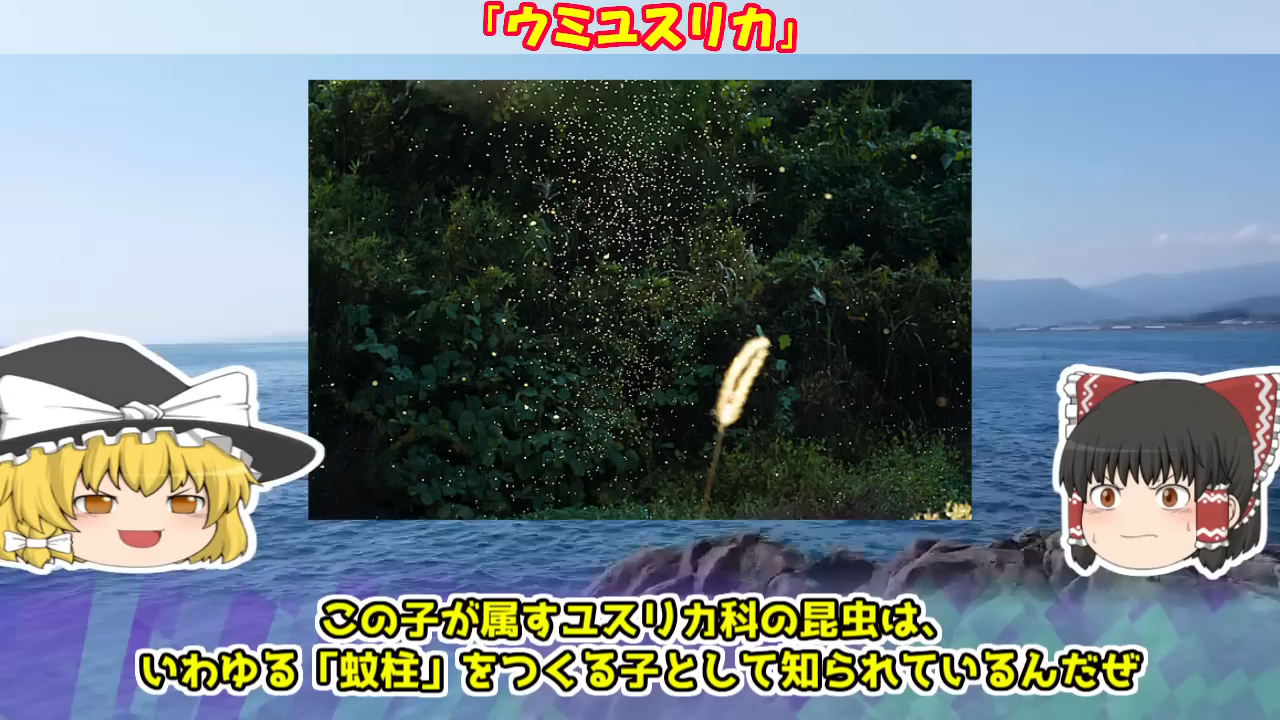 「ウミユスリカ」
この子が属すユスリカ科の昆虫は、
いわゆる「蚊柱」をつくる子として知られているんだぜ